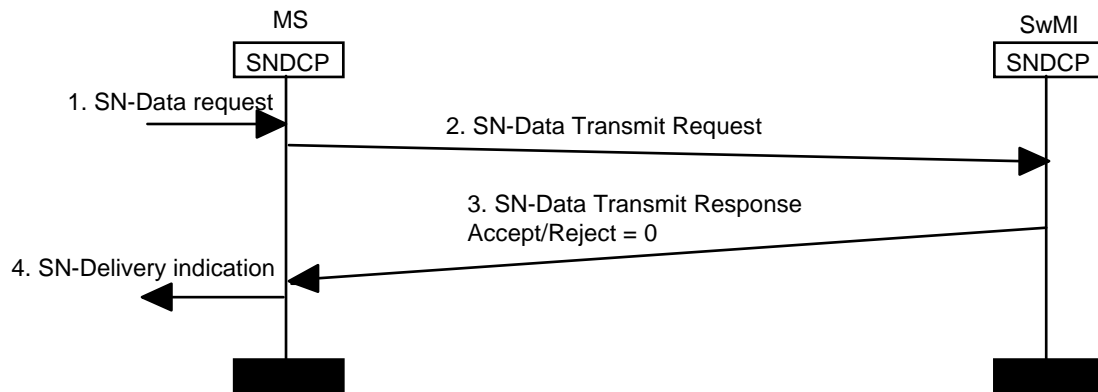 MS
SwMI
SNDCP
SNDCP
1. SN-Data request
2. SN-Data Transmit Request
3. SN-Data Transmit Response
Accept/Reject = 0
4. SN-Delivery indication